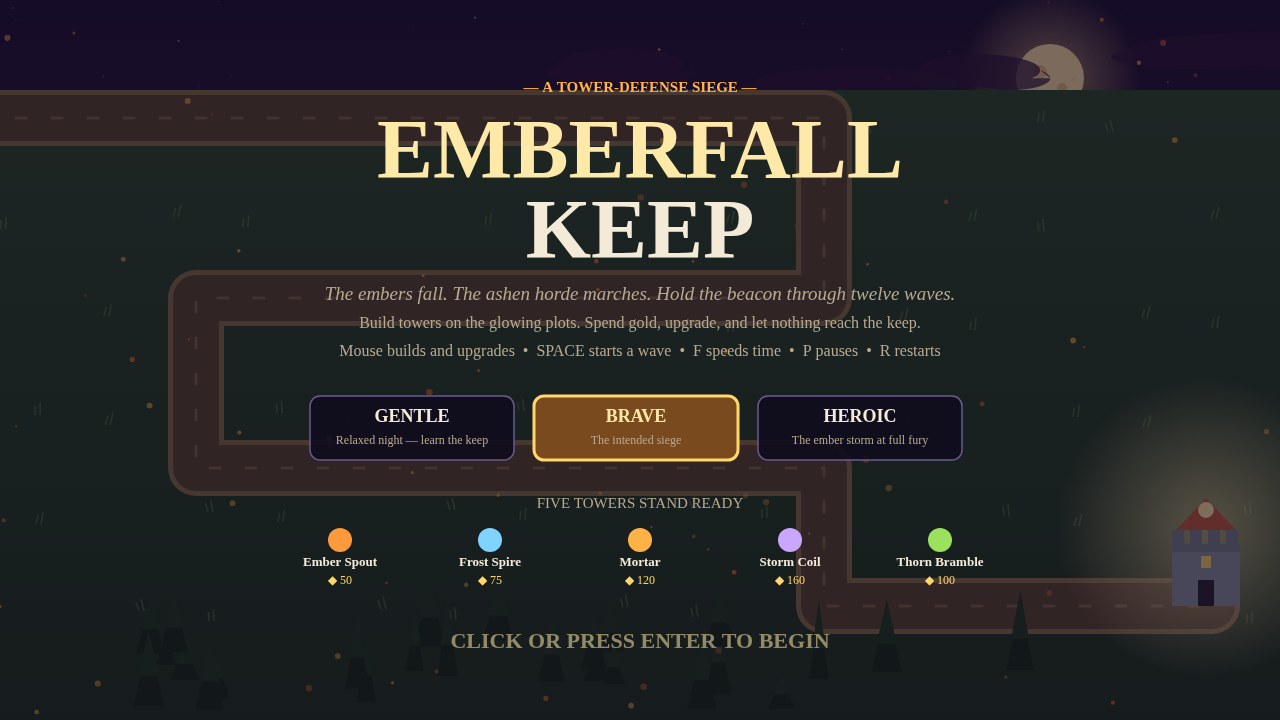 — A TOWER-DEFENSE SIEGE —
EMBERFALL
KEEP
The embers fall. The ashen horde marches. Hold the beacon through twelve waves.
Build towers on the glowing plots. Spend gold, upgrade, and let nothing reach the keep.
Mouse builds and upgrades • SPACE starts a wave • F speeds time • P pauses • R restarts
GENTLE BRAVE HEROIC
Relaxed night — learn the keep The intended siege The ember storm at full fury
FIVE TOWERS STAND READY
Ember Spout Frost Spire Mortar Storm Coil Thorn Bramble
◆ 50 ◆ 75 ◆ 120 ◆ 160 ◆ 100
CLICK OR PRESS ENTER TO BEGIN